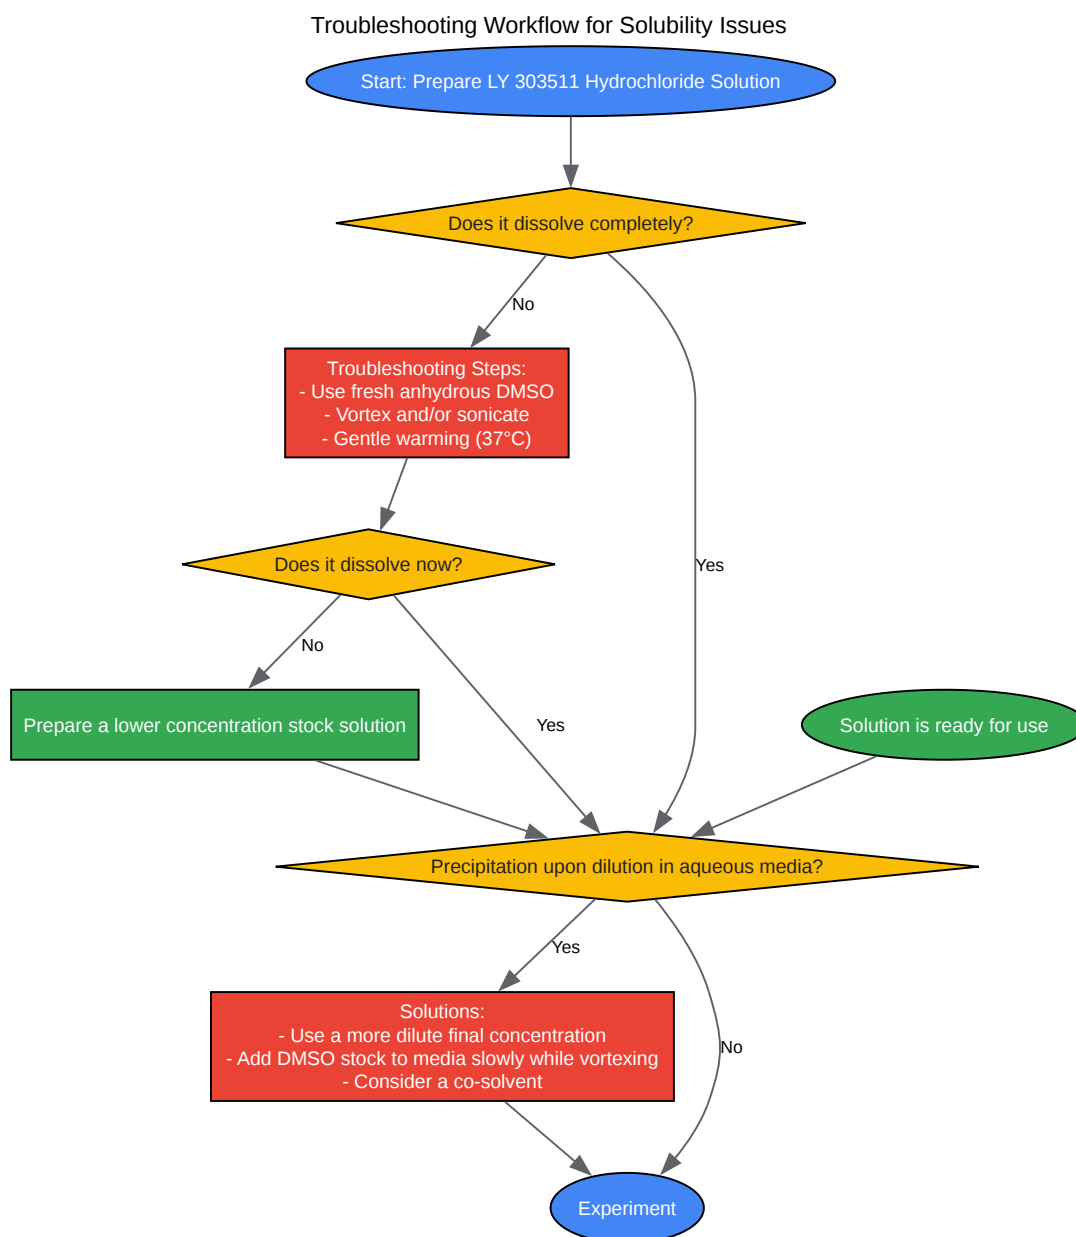 Troubleshooting Workflow for Solubility Issues
Start: Prepare LY 303511 Hydrochloride Solution
Does it dissolve completely?
No
Troubleshooting Steps:
- Use fresh anhydrous DMSO
- Vortex and/or sonicate
- Gentle warming (37°C)
Does it dissolve now?
Yes
No
Prepare a lower concentration stock solution
Yes
Solution is ready for use
Precipitation upon dilution in aqueous media?
Yes
Solutions:
- Use a more dilute final concentration
- Add DMSO stock to media slowly while vortexing
- Consider a co-solvent
No
Experiment